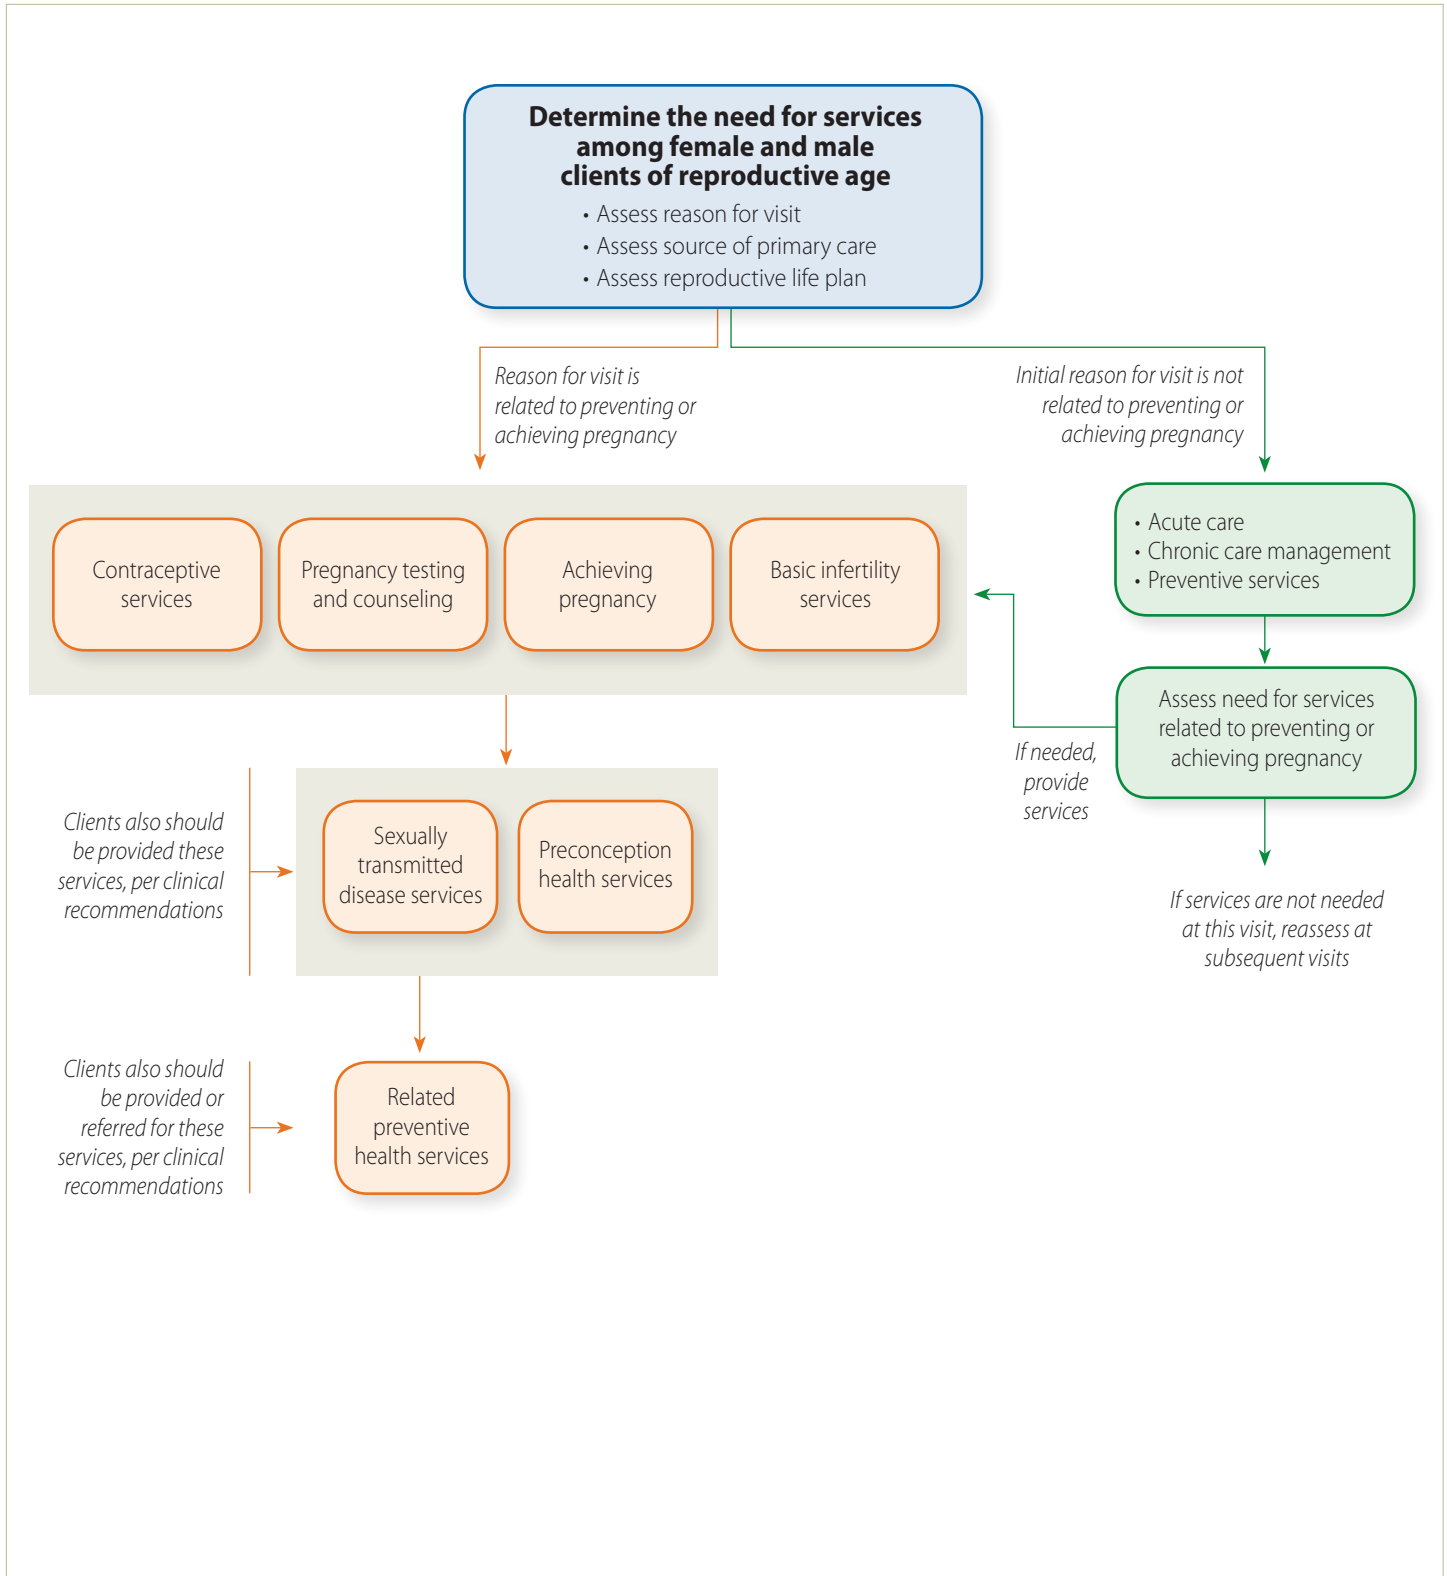 Determine the need for services
among female and male
clients of reproductive age
• Assess reason for visit
• Assess source of primary care
• Assess reproductive life plan
Reason for visit is
related to preventing or
achieving pregnancy
Initial reason for visit is not
related to preventing or
achieving pregnancy
Contraceptive
services
Pregnancy testing
and counseling
Achieving
pregnancy
Basic infertility
services
• Acute care
• Chronic care management
• Preventive services
Assess need for services
related to preventing or
achieving pregnancy
If needed,
provide
services
If services are not needed
at this visit, reassess at
subsequent visits
Clients also should
be provided these
services, per clinical
recommendations
Sexually
transmitted
disease services
Preconception
health services
Clients also should
be provided or
referred for these
services, per clinical
recommendations
Related
preventive
health services